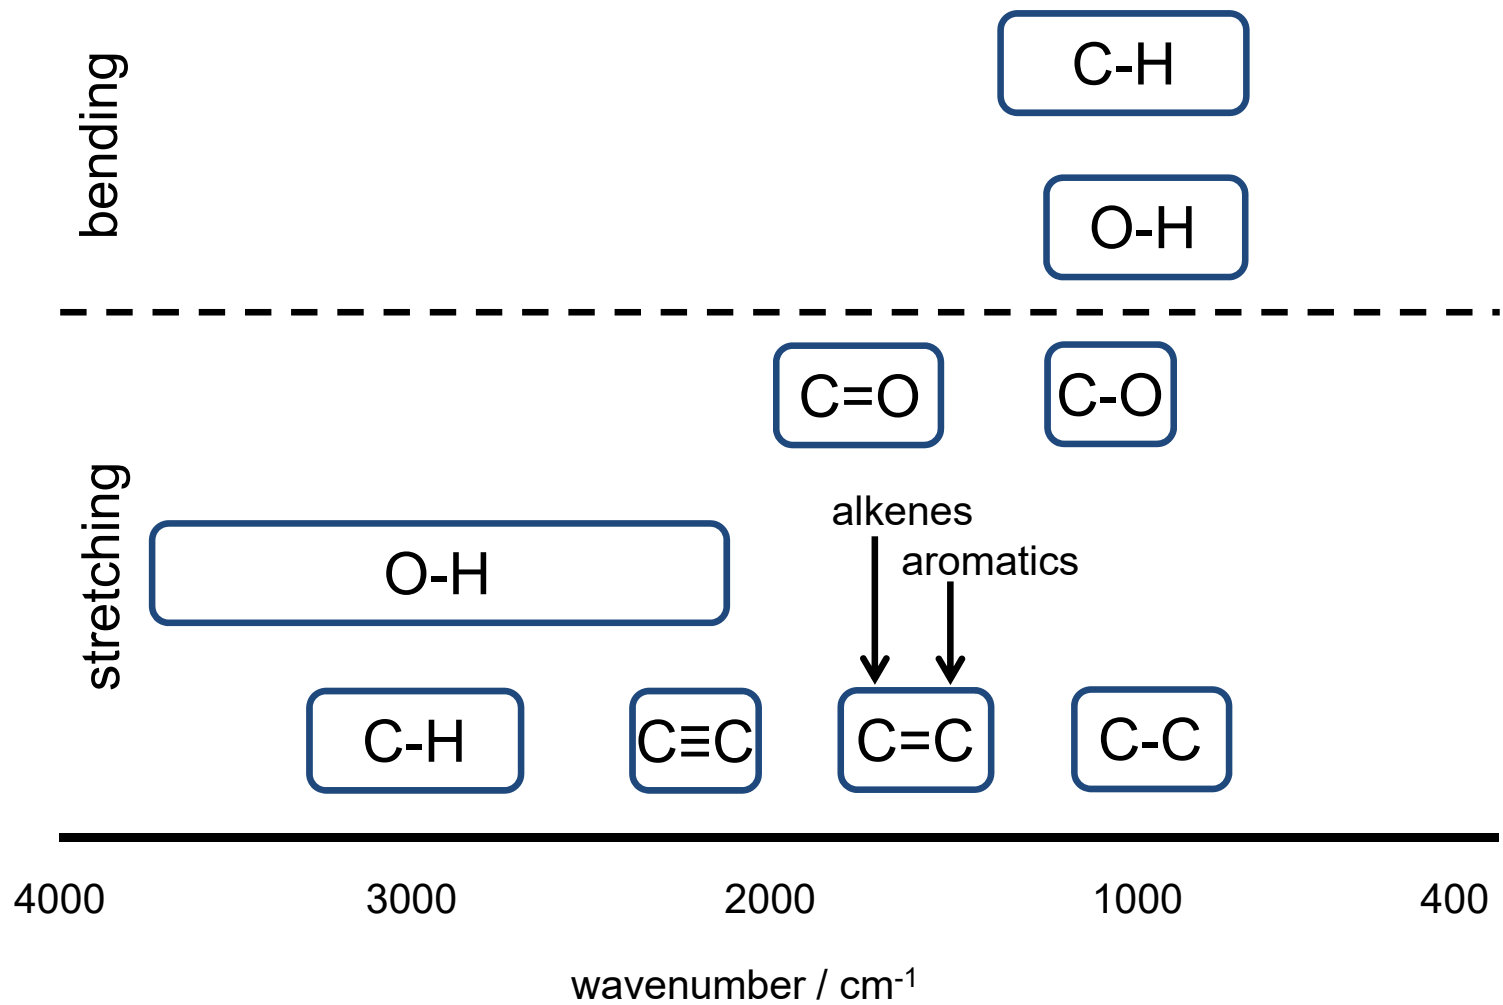 bending
C-H
O-H
stretching
C=O
C-O
alkenes
aromatics
O-H
C-H
C≡C
C=C
C-C
4000 3000 2000 1000 400
wavenumber / cm⁻¹